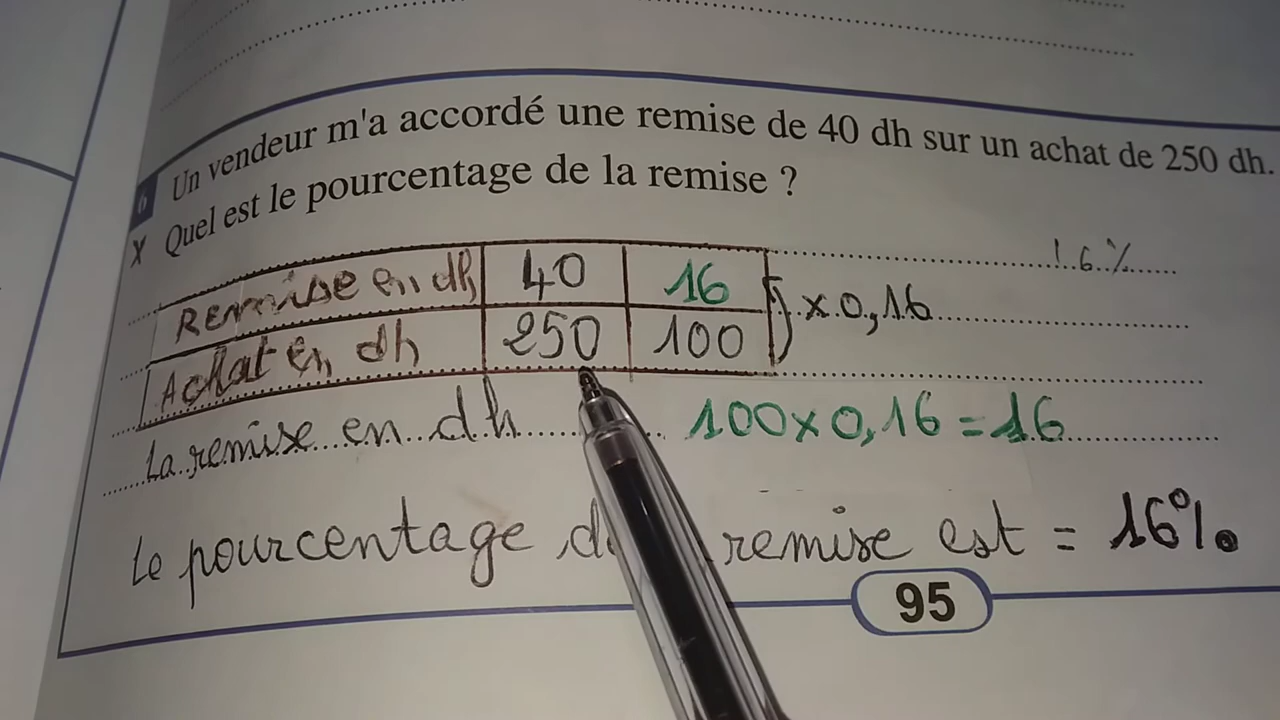 6 Un vendeur m'a accordé une remise de 40 dh sur un achat de 250 dh.
X Quel est le pourcentage de la remise ?
16%
Remise en dh 40 16
x 0,16
Achat en dh 250 100
La remise en dh 100x0,16=16
Le pourcentage remise est = 16%
95